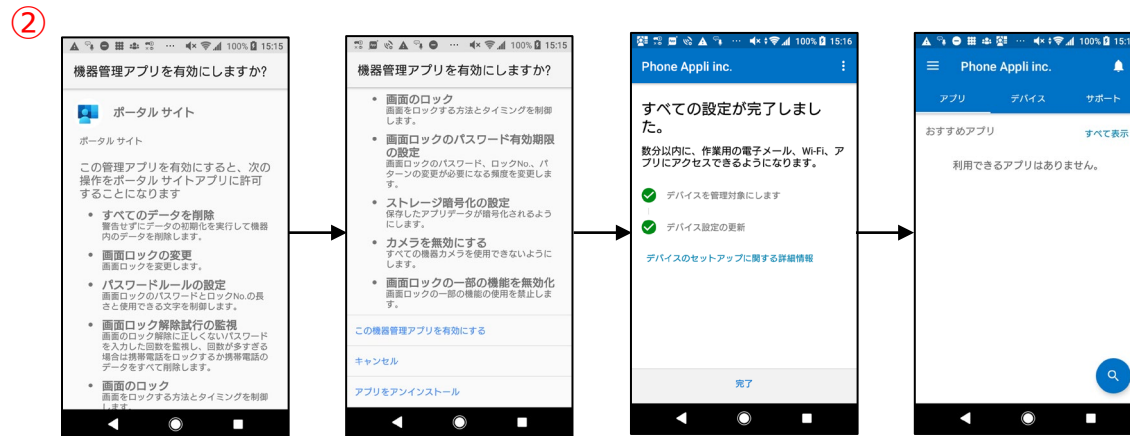 ②
100% 15:15
機器管理アプリを有効にしますか?
ポータル サイト
ポータル サイト
この管理アプリを有効にすると、次の
操作をポータル サイトアプリに許可
することになります
• すべてのデータを削除
警告せずにデータの初期化を実行して機器
内のデータを削除します。
• 画面ロックの変更
画面ロックを変更します。
• パスワードルールの設定
画面ロックのパスワードとロックNo.の長
さと使用できる文字を制御します。
• 画面ロック解除試行の監視
画面のロック解除に正しくないパスワード
を入力した回数を監視し、回数が多すぎる
場合は携帯電話をロックするか携帯電話の
データをすべて削除します。
• 画面のロック
画面をロックする方法とタイミングを制御
します。
100% 15:15
機器管理アプリを有効にしますか?
• 画面のロック
画面をロックする方法とタイミングを制御
します。
• 画面ロックのパスワード有効期限
の設定
画面ロックのパスワード、ロックNo.、パ
ターンの変更が必要になる頻度を変更しま
す。
• ストレージ暗号化の設定
保存したアプリデータが暗号化されるよう
にします。
• カメラを無効にする
すべての機器カメラを使用できないように
します。
• 画面ロックの一部の機能を無効化
画面ロックの一部の機能の使用を禁止しま
す。
この機器管理アプリを有効にする
キャンセル
アプリをアンインストール
100% 15:16
Phone Appli inc.
すべての設定が完了しまし
た。
数分以内に、作業用の電子メール、Wi-Fi、ア
プリにアクセスできるようになります。
デバイスを管理対象にします
デバイス設定の更新
デバイスのセットアップに関する詳細情報
完了
100% 15:1
Phone Appli inc.
アプリ デバイス サポート
おすすめアプリ すべて表示
利用できるアプリはありません。